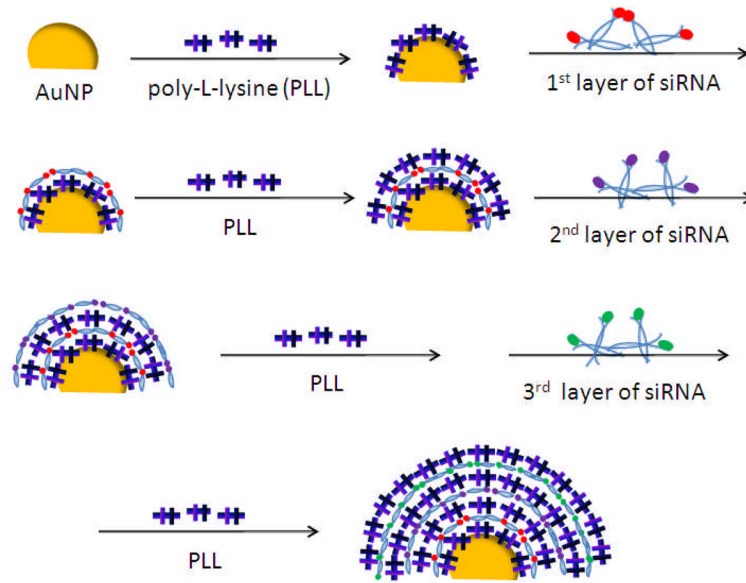 AuNP
poly-L-lysine (PLL)
1st layer of siRNA
PLL
2nd layer of siRNA
PLL
3rd layer of siRNA
PLL